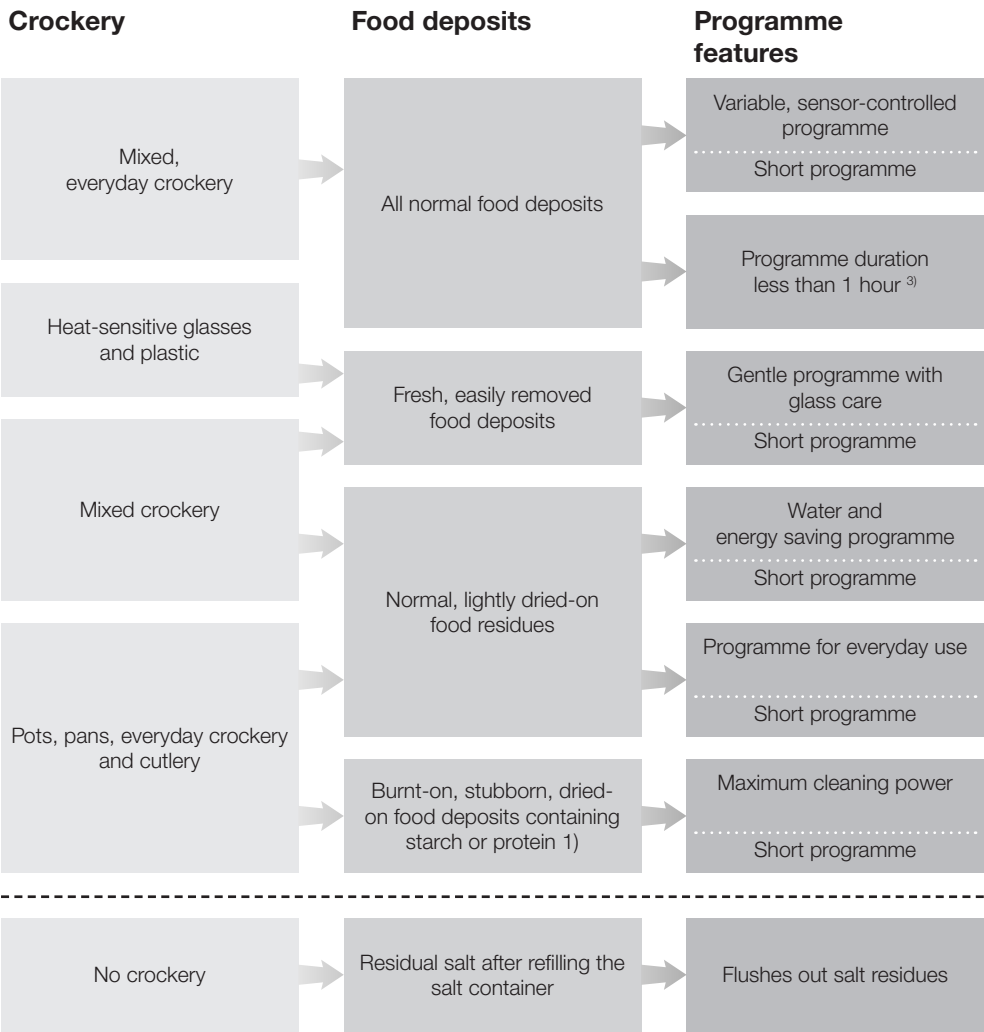 Crockery
Food deposits
Programme
features
Mixed,
everyday crockery
All normal food deposits
Variable, sensor-controlled
programme
Short programme
Programme duration
less than 1 hour 3)
Heat-sensitive glasses
and plastic
Fresh, easily removed
food deposits
Gentle programme with
glass care
Short programme
Mixed crockery
Normal, lightly dried-on
food residues
Water and
energy saving programme
Short programme
Programme for everyday use
Short programme
Pots, pans, everyday crockery
and cutlery
Burnt-on, stubborn, dried-
on food deposits containing
starch or protein 1)
Maximum cleaning power
Short programme
No crockery
Residual salt after refilling the
salt container
Flushes out salt residues